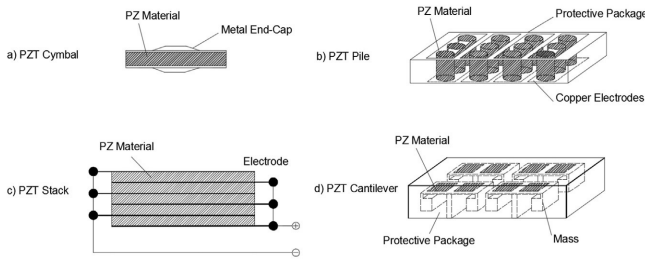 PZ Material
Metal End-Cap
a) PZT Cymbal
PZ Material
Protective Package
b) PZT Pile
Copper Electrodes
PZ Material
Electrode
c) PZT Stack
+
−
PZ Material
d) PZT Cantilever
Protective Package
Mass